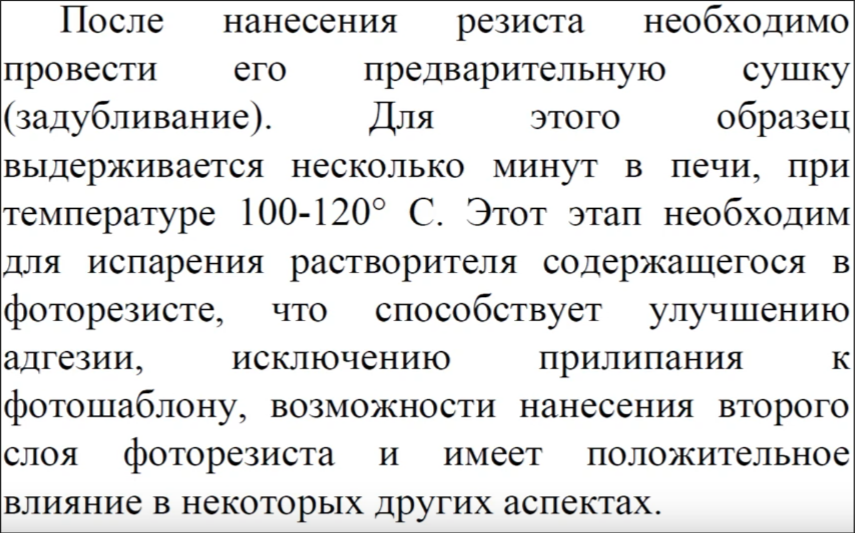 После нанесения резиста необходимо
провести его предварительную сушку
(задубливание). Для этого образец
выдерживается несколько минут в печи, при
температуре 100-120° С. Этот этап необходим
для испарения растворителя содержащегося в
фоторезисте, что способствует улучшению
адгезии, исключению прилипания к
фотошаблону, возможности нанесения второго
слоя фоторезиста и имеет положительное
влияние в некоторых других аспектах.